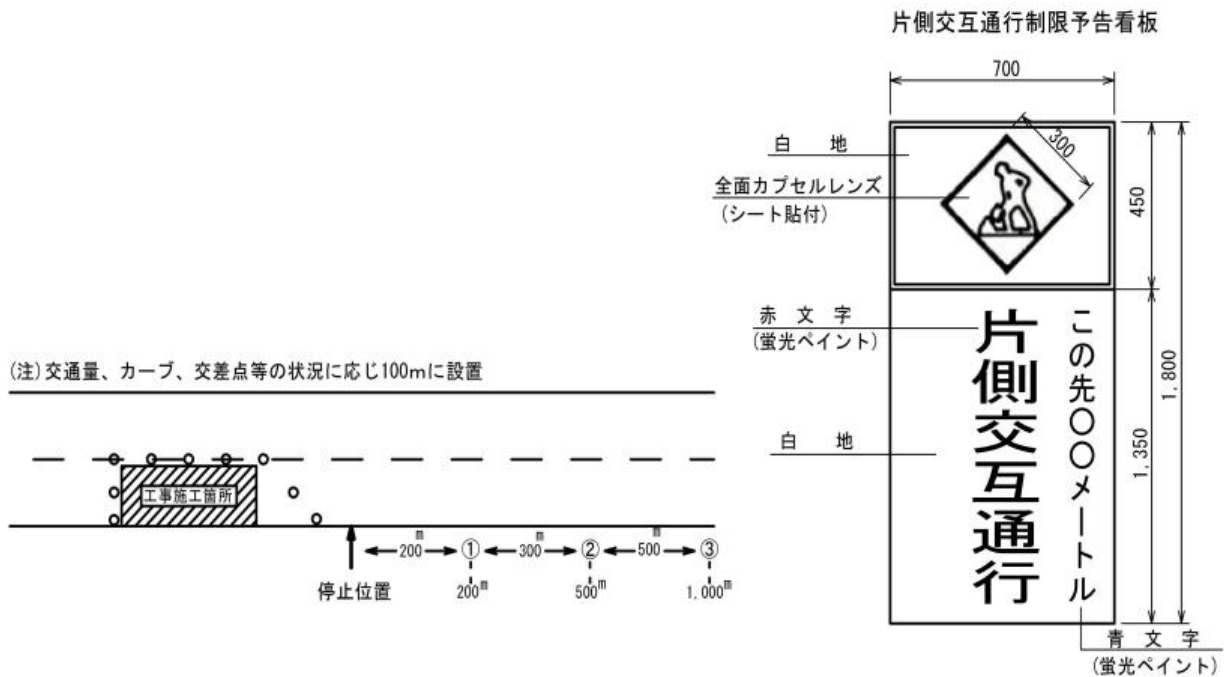 片側交互通行制限予告看板
700
白 地
300
全面カプセルレンズ
(シート貼付)
450
赤 文 字
(蛍光ペイント)
片側交互通行
この先〇〇メートル
1,800
1,350
白 地
青 文 字
(蛍光ペイント)
(注)交通量、カーブ、交差点等の状況に応じ100mに設置
工事施工箇所
200m ① 300m ② 500m ③
停止位置 200m 500m 1,000m